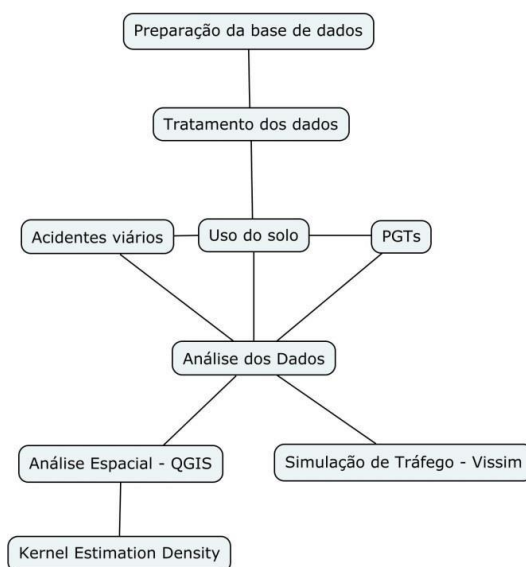 Preparação da base de dados
Tratamento dos dados
Acidentes viários
Uso do solo
PGTs
Análise dos Dados
Análise Espacial - QGIS
Simulação de Tráfego - Vissim
Kernel Estimation Density